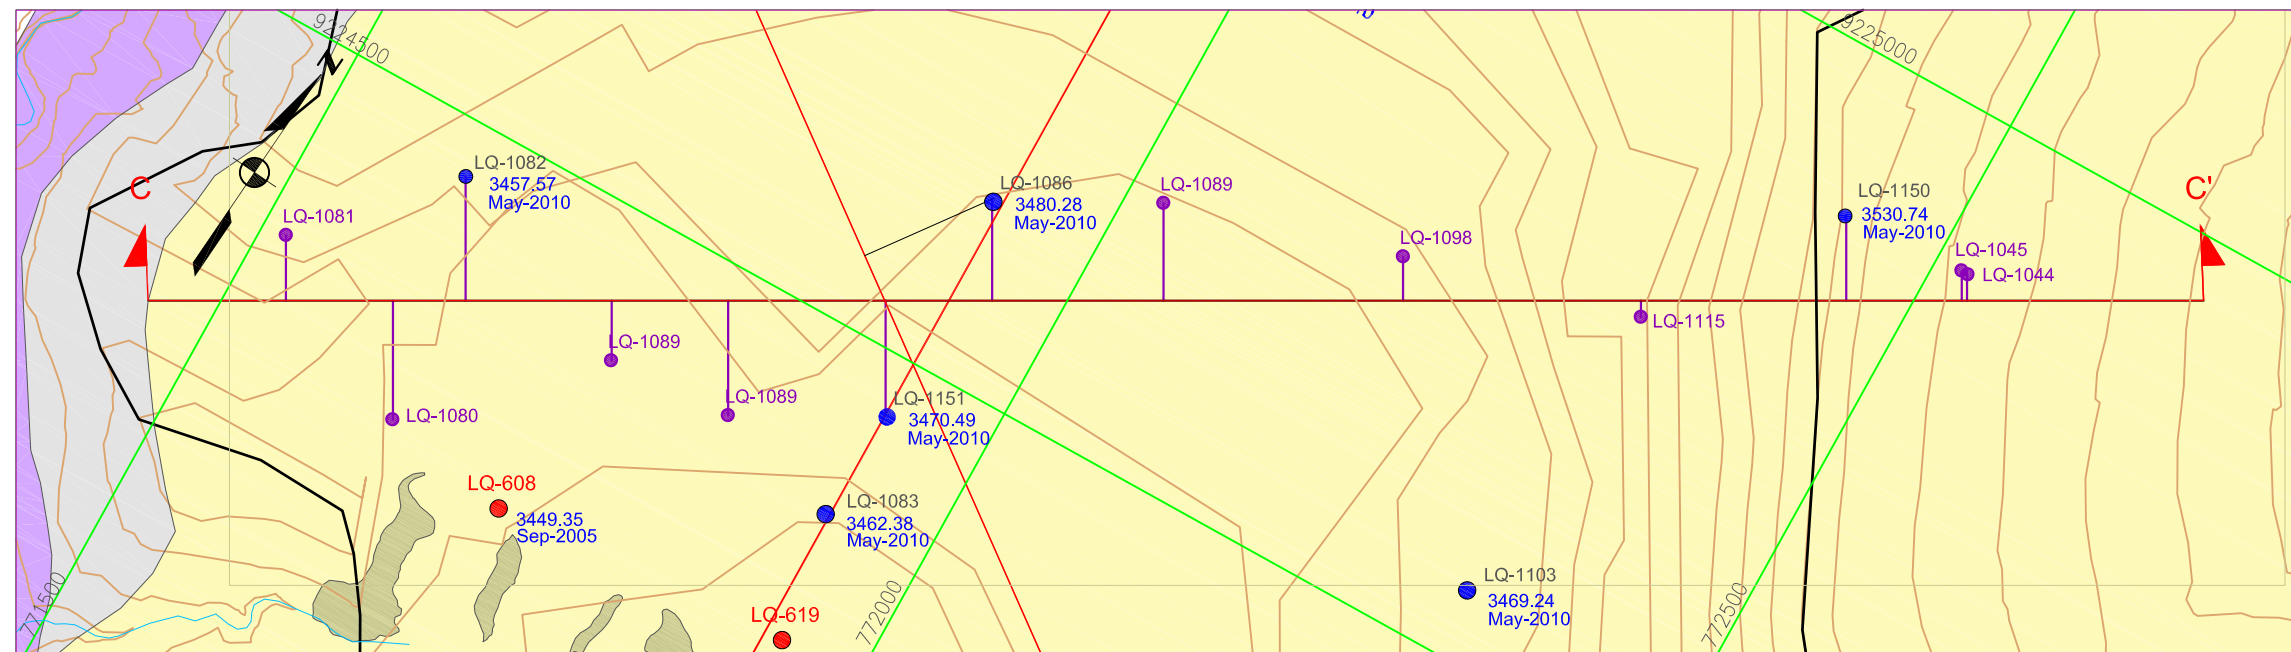 9224500
N
9225000
LQ-1082
3457.57
May-2010
C
LQ-1081
LQ-1086
3480.28
May-2010
LQ-1089
LQ-1098
LQ-1150
3530.74
May-2010
C'
LQ-1045
LQ-1044
LQ-1115
LQ-1089
LQ-1080
LQ-1089
LQ-1151
3470.49
May-2010
LQ-608
3449.35
Sep-2005
LQ-1083
3462.38
May-2010
LQ-1103
3469.24
May-2010
LQ-619
771500
772000
772500